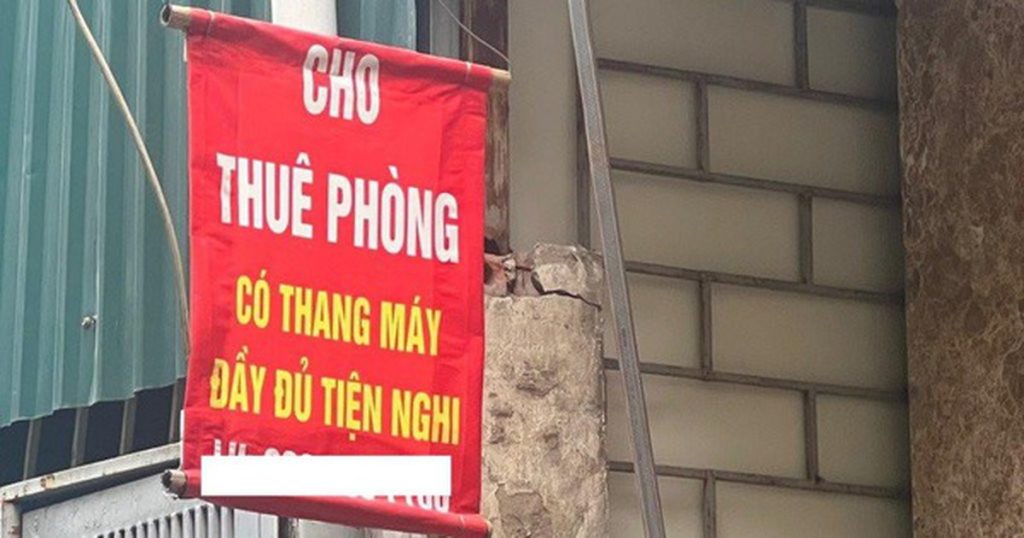 CHO
THUÊ PHÒNG
CÓ THANG MÁY
ĐẦY ĐỦ TIỆN NGHI